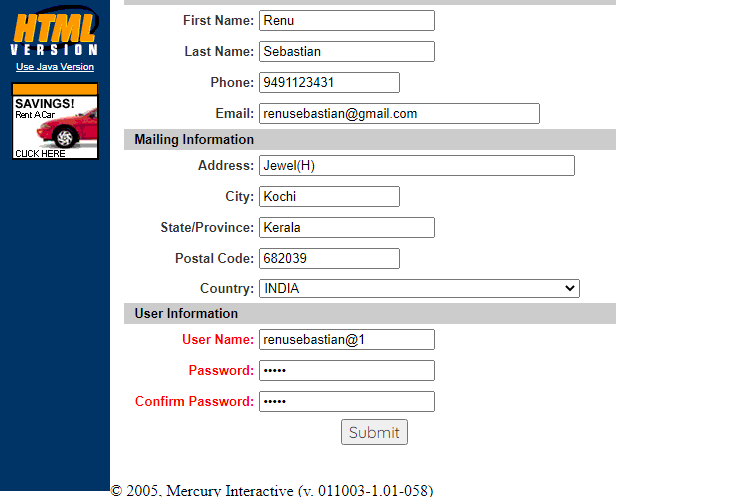 HTML
VERSION
Use Java Version
SAVINGS!
Rent A Car
CLICK HERE
First Name: Renu
Last Name: Sebastian
Phone: 9491123431
Email: renusebastian@gmail.com
Mailing Information
Address: Jewel(H)
City: Kochi
State/Province: Kerala
Postal Code: 682039
Country: INDIA
User Information
User Name: renusebastian@1
Password: •••••
Confirm Password: •••••
Submit
© 2005, Mercury Interactive (v. 011003-1.01-058)